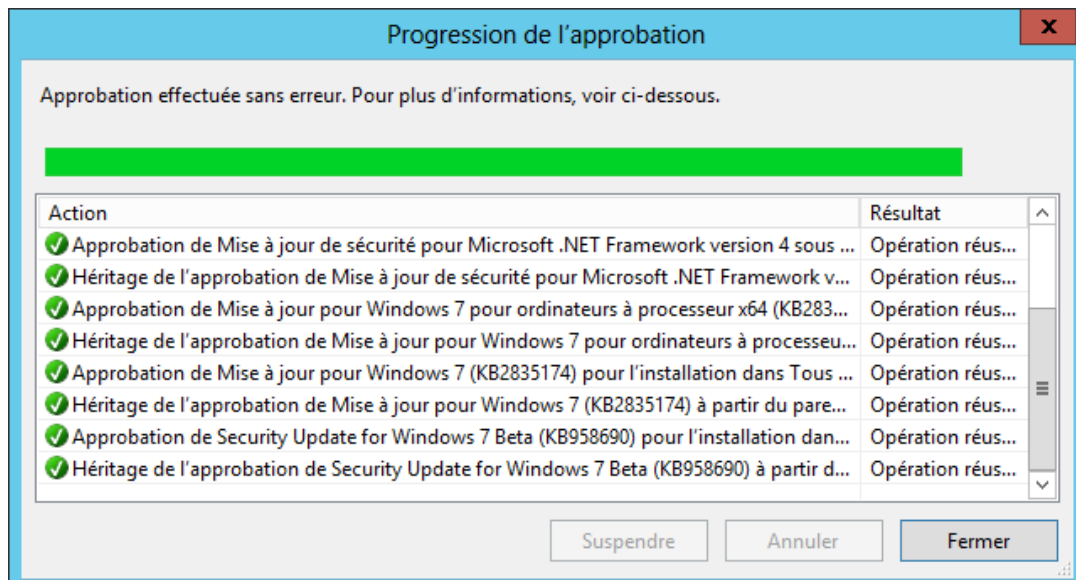 Progression de l'approbation
x
Approbation effectuée sans erreur. Pour plus d'informations, voir ci-dessous.
Action Résultat
Approbation de Mise à jour de sécurité pour Microsoft .NET Framework version 4 sous ... Opération réus...
Héritage de l'approbation de Mise à jour de sécurité pour Microsoft .NET Framework v... Opération réus...
Approbation de Mise à jour pour Windows 7 pour ordinateurs à processeur x64 (KB283... Opération réus...
Héritage de l'approbation de Mise à jour pour Windows 7 pour ordinateurs à processeu... Opération réus...
Approbation de Mise à jour pour Windows 7 (KB2835174) pour l'installation dans Tous ... Opération réus...
Héritage de l'approbation de Mise à jour pour Windows 7 (KB2835174) à partir du pare... Opération réus...
Approbation de Security Update for Windows 7 Beta (KB958690) pour l'installation dan... Opération réus...
Héritage de l'approbation de Security Update for Windows 7 Beta (KB958690) à partir d... Opération réus...
Suspendre Annuler Fermer